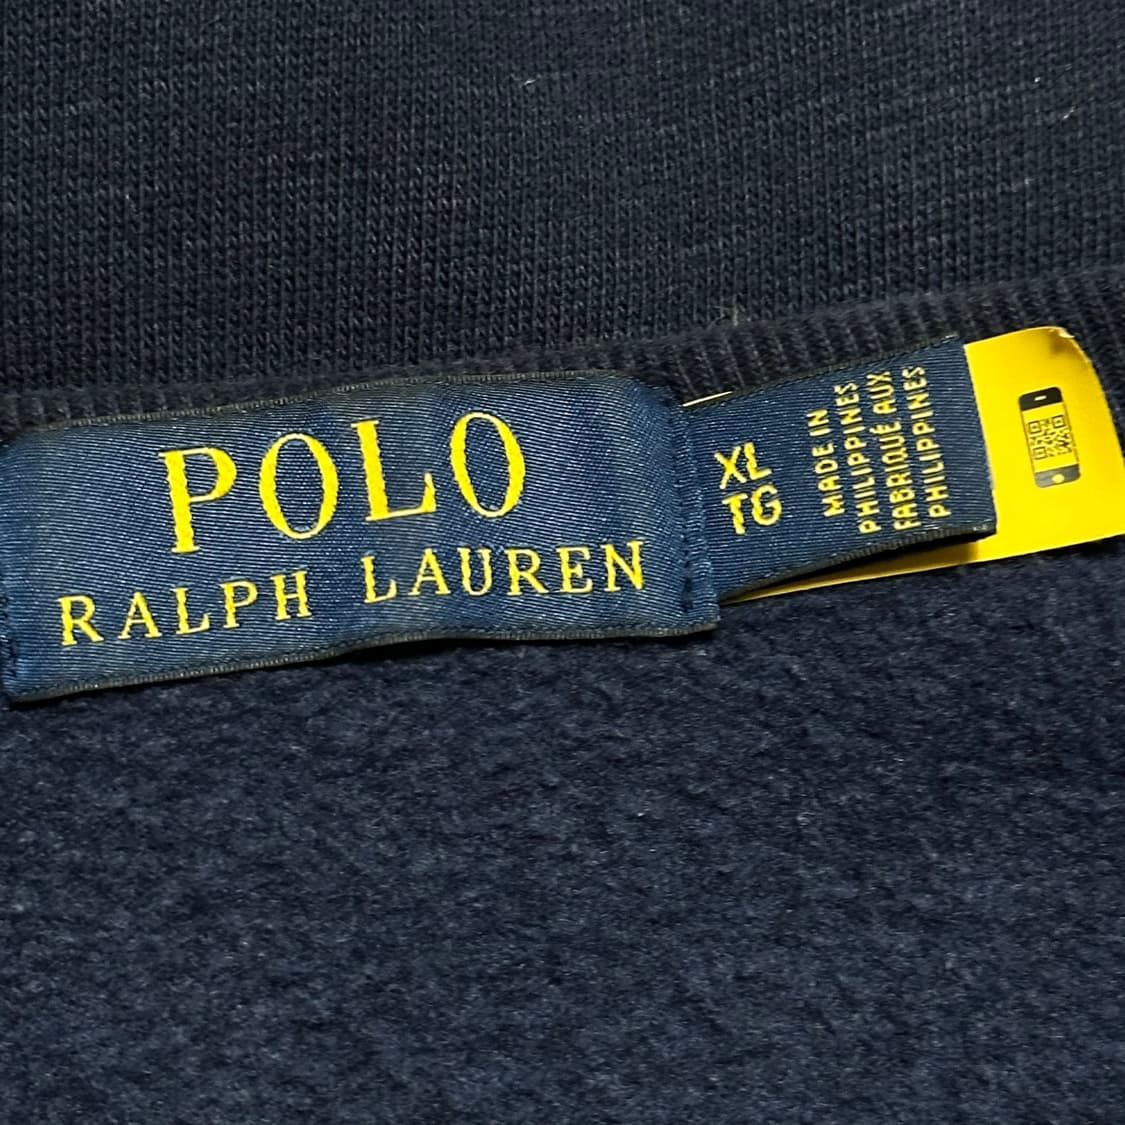 POLO
RALPH LAUREN
XL
TG
MADE IN
PHILIPPINES
FABRIQUÉ AUX
PHILIPPINES